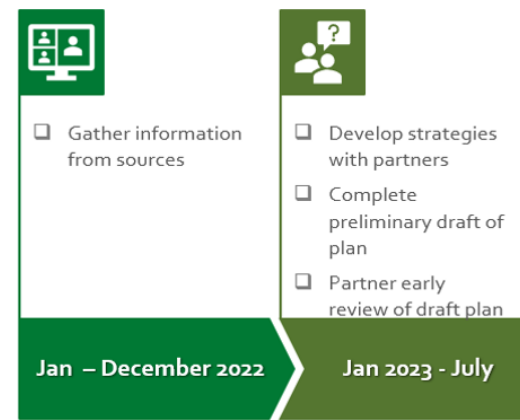 ?
❑ Gather information
from sources
❑ Develop strategies
with partners
❑ Complete
preliminary draft of
plan
❑ Partner early
review of draft plan
Jan – December 2022
Jan 2023 - July